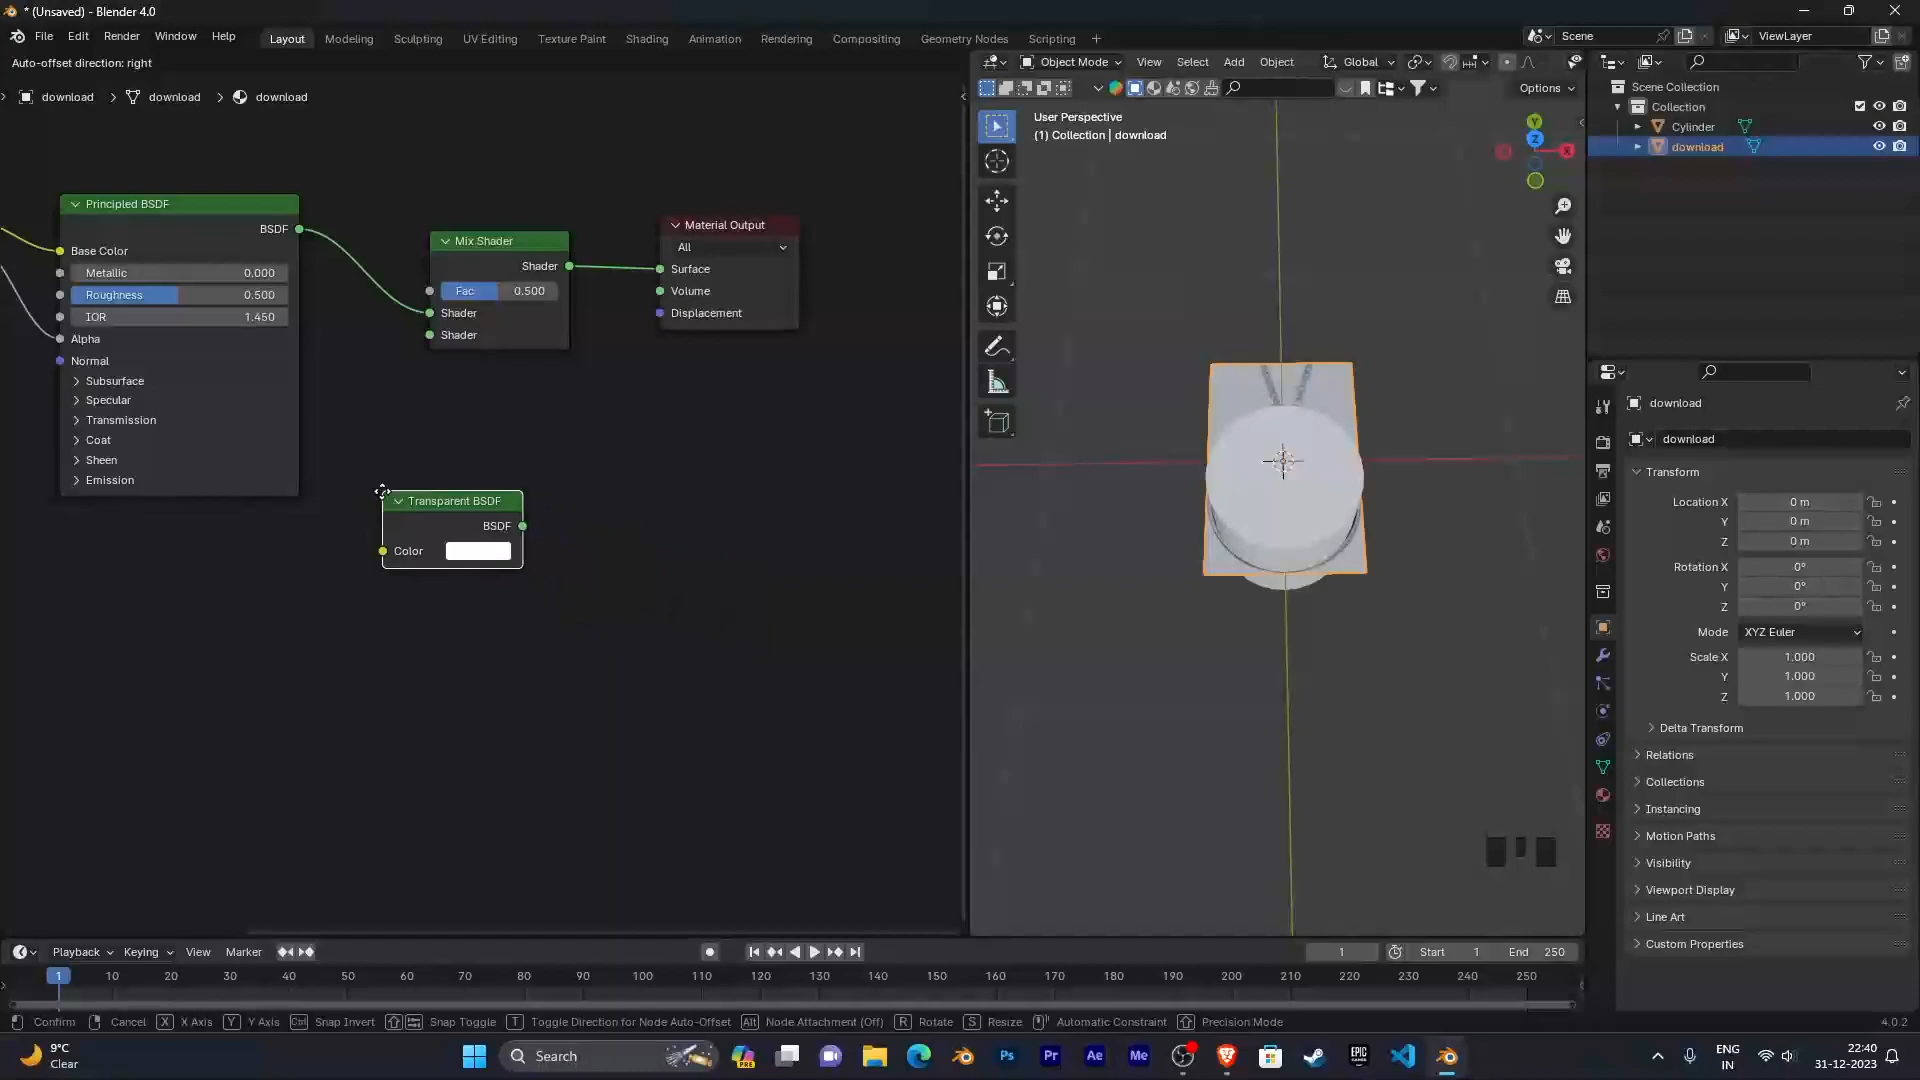 * (Unsaved) - Blender 4.0
File Edit Render Window Help Layout Modeling Sculpting UV Editing Texture Paint Shading Animation Rendering Compositing Geometry Nodes Scripting + Scene ViewLayer
Auto-offset direction: right
Object Mode View Select Add Object Global
download download download
Options
User Perspective
(1) Collection | download
Scene Collection
Collection
Cylinder
download
Y
Z
X
Principled BSDF
BSDF
Base Color
Metallic 0.000
Roughness 0.500
IOR 1.450
Alpha
Normal
Subsurface
Specular
Transmission
Coat
Sheen
Emission
Mix Shader
Shader
Fac 0.500
Shader
Shader
Material Output
All
Surface
Volume
Displacement
Transparent BSDF
BSDF
Color
download
download
Transform
Location X 0 m
Y 0 m
Z 0 m
Rotation X 0°
Y 0°
Z 0°
Mode XYZ Euler
Scale X 1.000
Y 1.000
Z 1.000
Delta Transform
Relations
Collections
Instancing
Motion Paths
Visibility
Viewport Display
Line Art
Custom Properties
Playback Keying View Marker 1 Start 1 End 250
1 10 20 30 40 50 60 70 80 90 100 110 120 130 140 150 160 170 180 190 200 210 220 230 240 250
Confirm Cancel X X Axis Y Y Axis Ctrl Snap Invert Snap Toggle T Toggle Direction for Node Auto-Offset Alt Node Attachment (Off) R Rotate S Resize Automatic Constraint Precision Mode 4.0.2
9°C
Clear
Search
PRE
Ps
Pr
Ae
Me
EPIC
GAMES
ENG
IN
22:40
31-12-2023